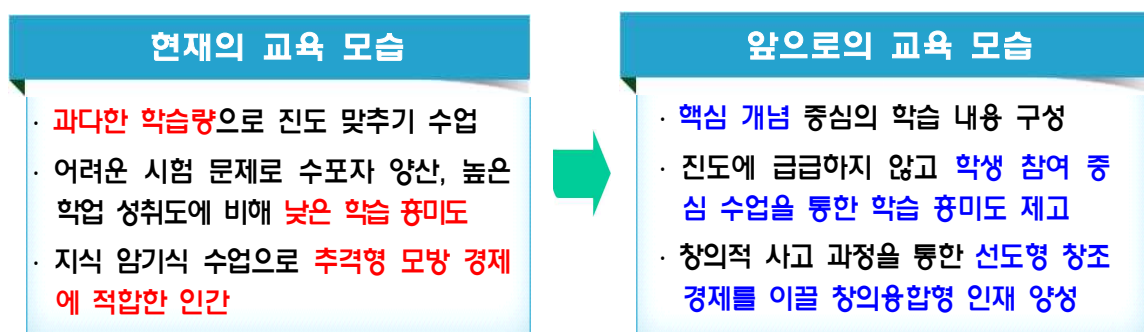 현재의 교육 모습
· 과다한 학습량으로 진도 맞추기 수업
· 어려운 시험 문제로 수포자 양산, 높은
학업 성취도에 비해 낮은 학습 흥미도
· 지식 암기식 수업으로 추격형 모방 경제
에 적합한 인간
앞으로의 교육 모습
· 핵심 개념 중심의 학습 내용 구성
· 진도에 급급하지 않고 학생 참여 중
심 수업을 통한 학습 흥미도 제고
· 창의적 사고 과정을 통한 선도형 창조
경제를 이끌 창의융합형 인재 양성